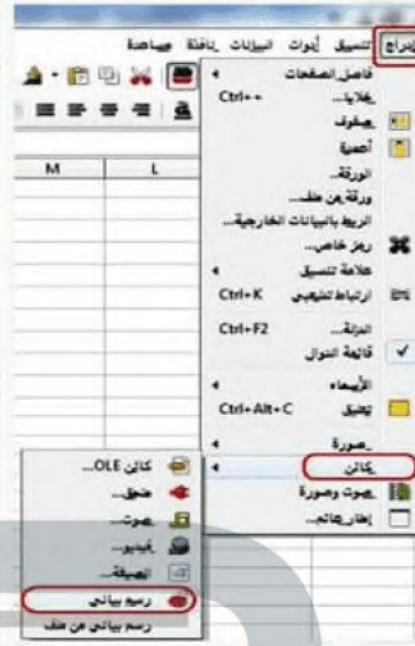 إدراج تنسيق أدوات البيانات نافذة مساعدة
فاصل الصفحات
خلايا... Ctrl++
صفوف
أعمدة
الورقة...
ورقة من ملف...
الربط بالبيانات الخارجية...
رمز خاص...
علامة تنسيق
ارتباط تشعبي Ctrl+K
الدالة... Ctrl+F2
قائمة الدوال
الأسماء
تعليق Ctrl+Alt+C
صورة
كائن
صوت وصورة
إطار عائم...
M L
كائن OLE...
ملحق...
صوت...
فيديو...
الصيغة...
رسم بياني
رسم بياني من ملف